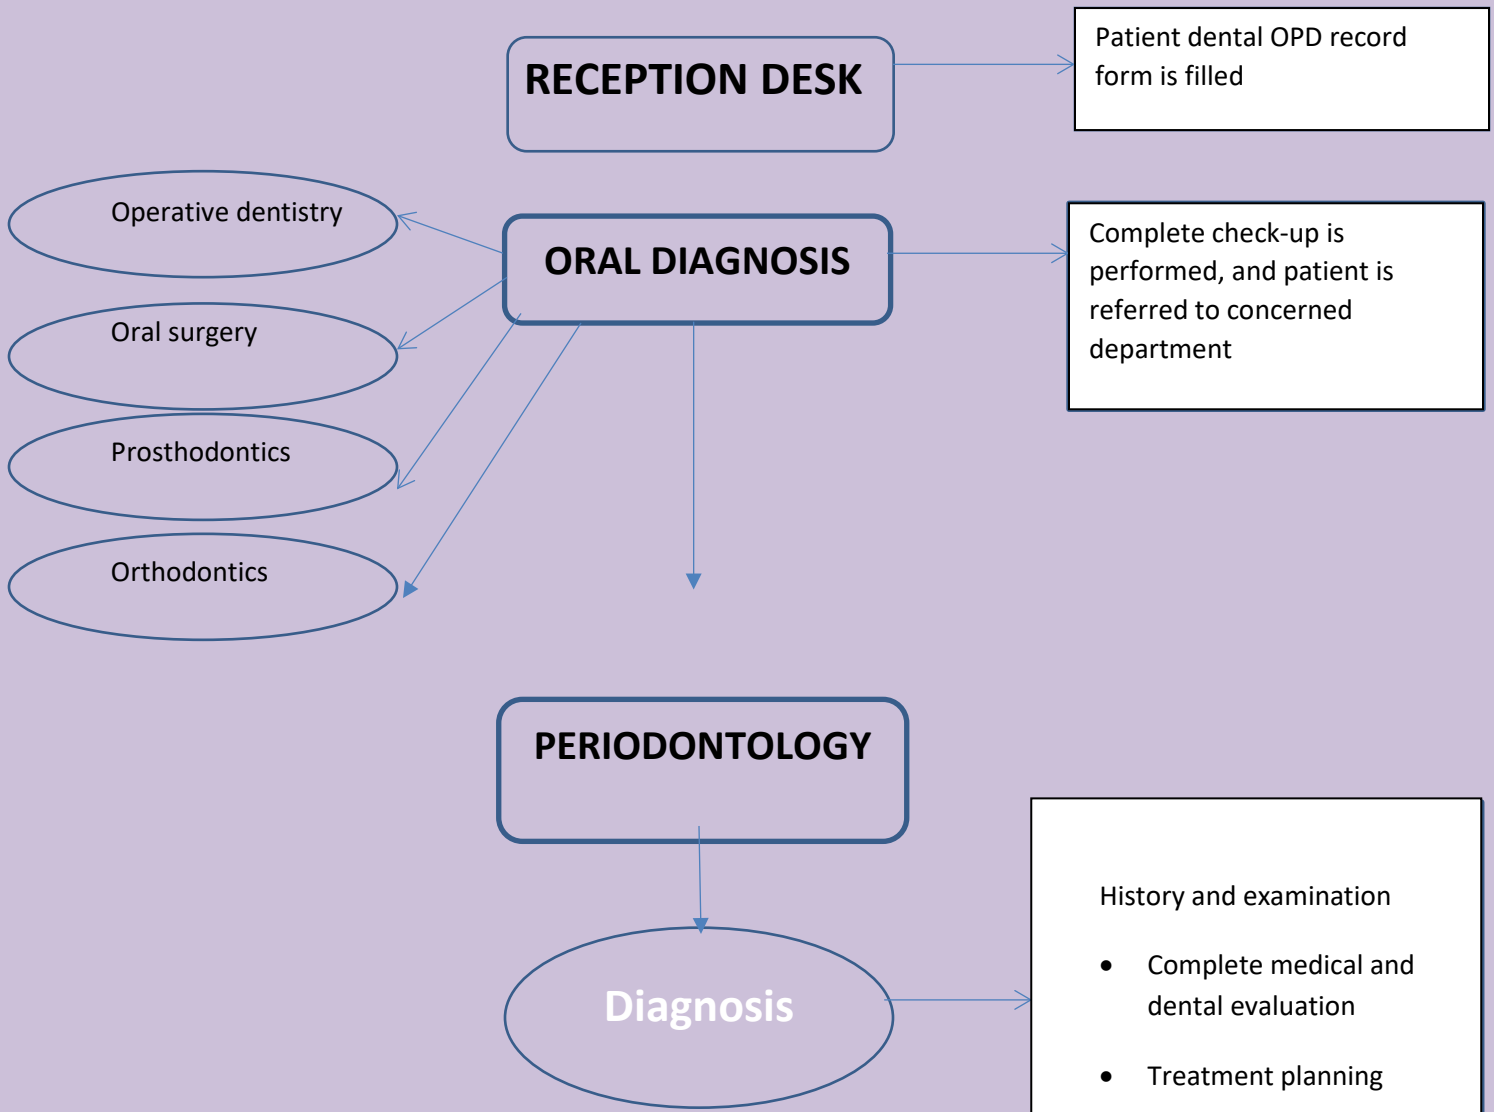 RECEPTION DESK
Patient dental OPD record
form is filled
Operative dentistry
ORAL DIAGNOSIS
Complete check-up is
performed, and patient is
referred to concerned
department
Oral surgery
Prosthodontics
Orthodontics
PERIODONTOLOGY
Diagnosis
History and examination
• Complete medical and
dental evaluation
• Treatment planning